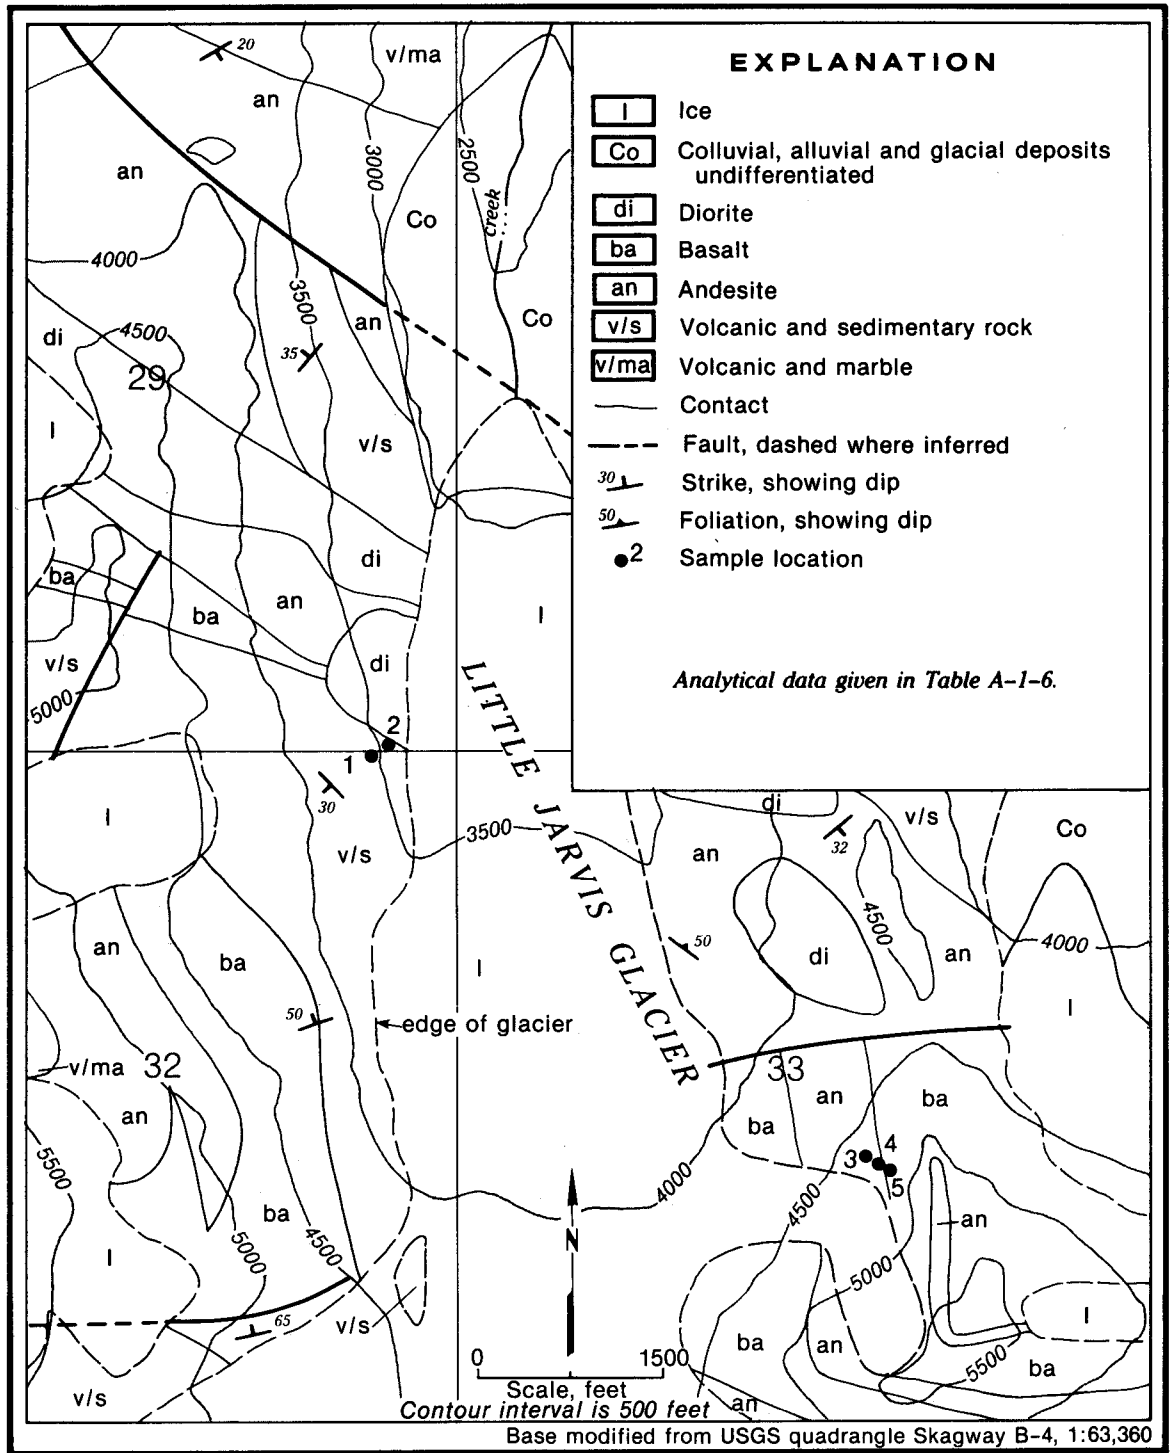 EXPLANATION
I Ice
Co Colluvial, alluvial and glacial deposits
undifferentiated
di Diorite
ba Basalt
an Andesite
v/s Volcanic and sedimentary rock
v/ma Volcanic and marble
Contact
Fault, dashed where inferred
30 Strike, showing dip
50 Foliation, showing dip
2 Sample location
Analytical data given in Table A-1-6.
20
v/ma
an
an
3000
2500
creek
Co
4000
3500
an
Co
di
4500
29
35
I
v/s
di
ba
an
ba
I
v/s
di
5000
2
1
30
LITTLE JARVIS GLACIER
di
v/s
Co
I
3500
v/s
an
32
4500
4000
an
ba
50
di
an
I
I
50
edge of glacier
v/ma 32
33
an
an
ba
ba
5500
3
4
5
4000
4500
ba
an
N
I
5000
4500
5000
65
v/s
I
ba
an
0 1500
5500
ba
v/s
Scale, feet
Contour interval is 500 feet
an
Base modified from USGS quadrangle Skagway B-4, 1:63,360